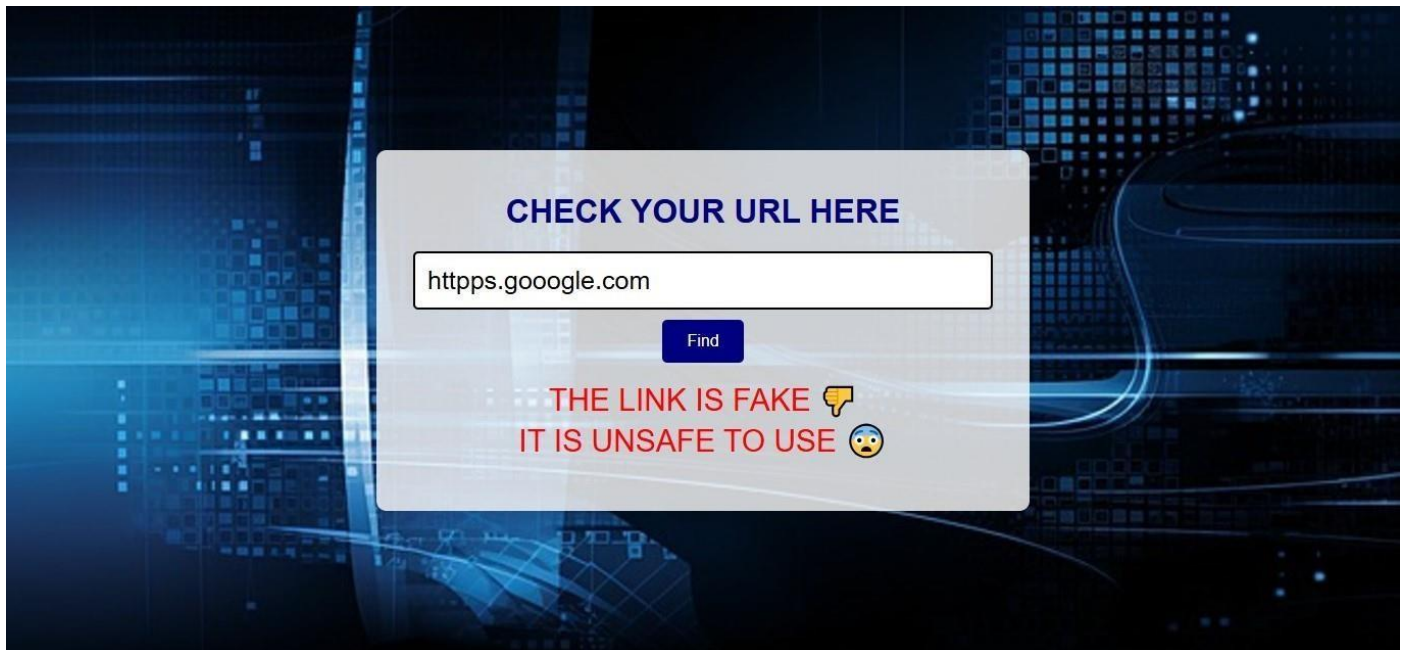 CHECK YOUR URL HERE
httpps.gooogle.com
Find
THE LINK IS FAKE 👎
IT IS UNSAFE TO USE 😨